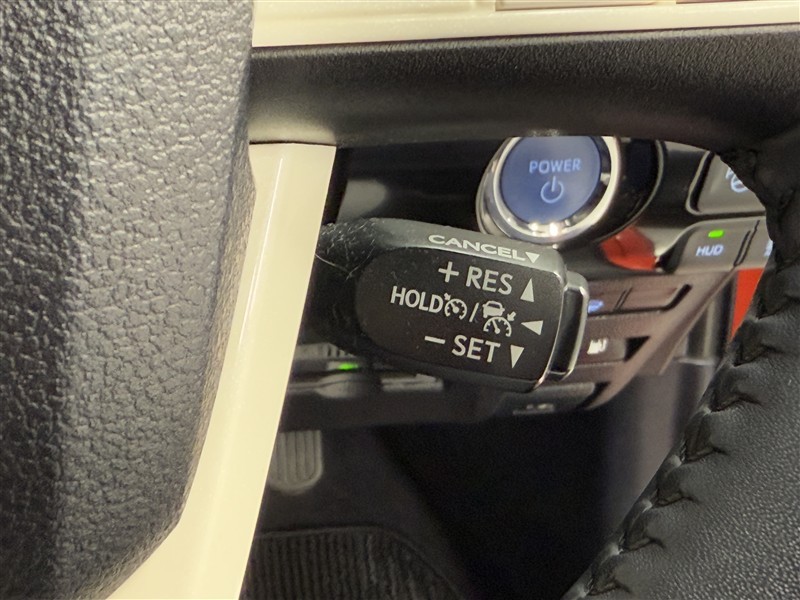 POWER
HUD
CANCEL▼
+ RES ▲
HOLD / ◀
− SET ▼